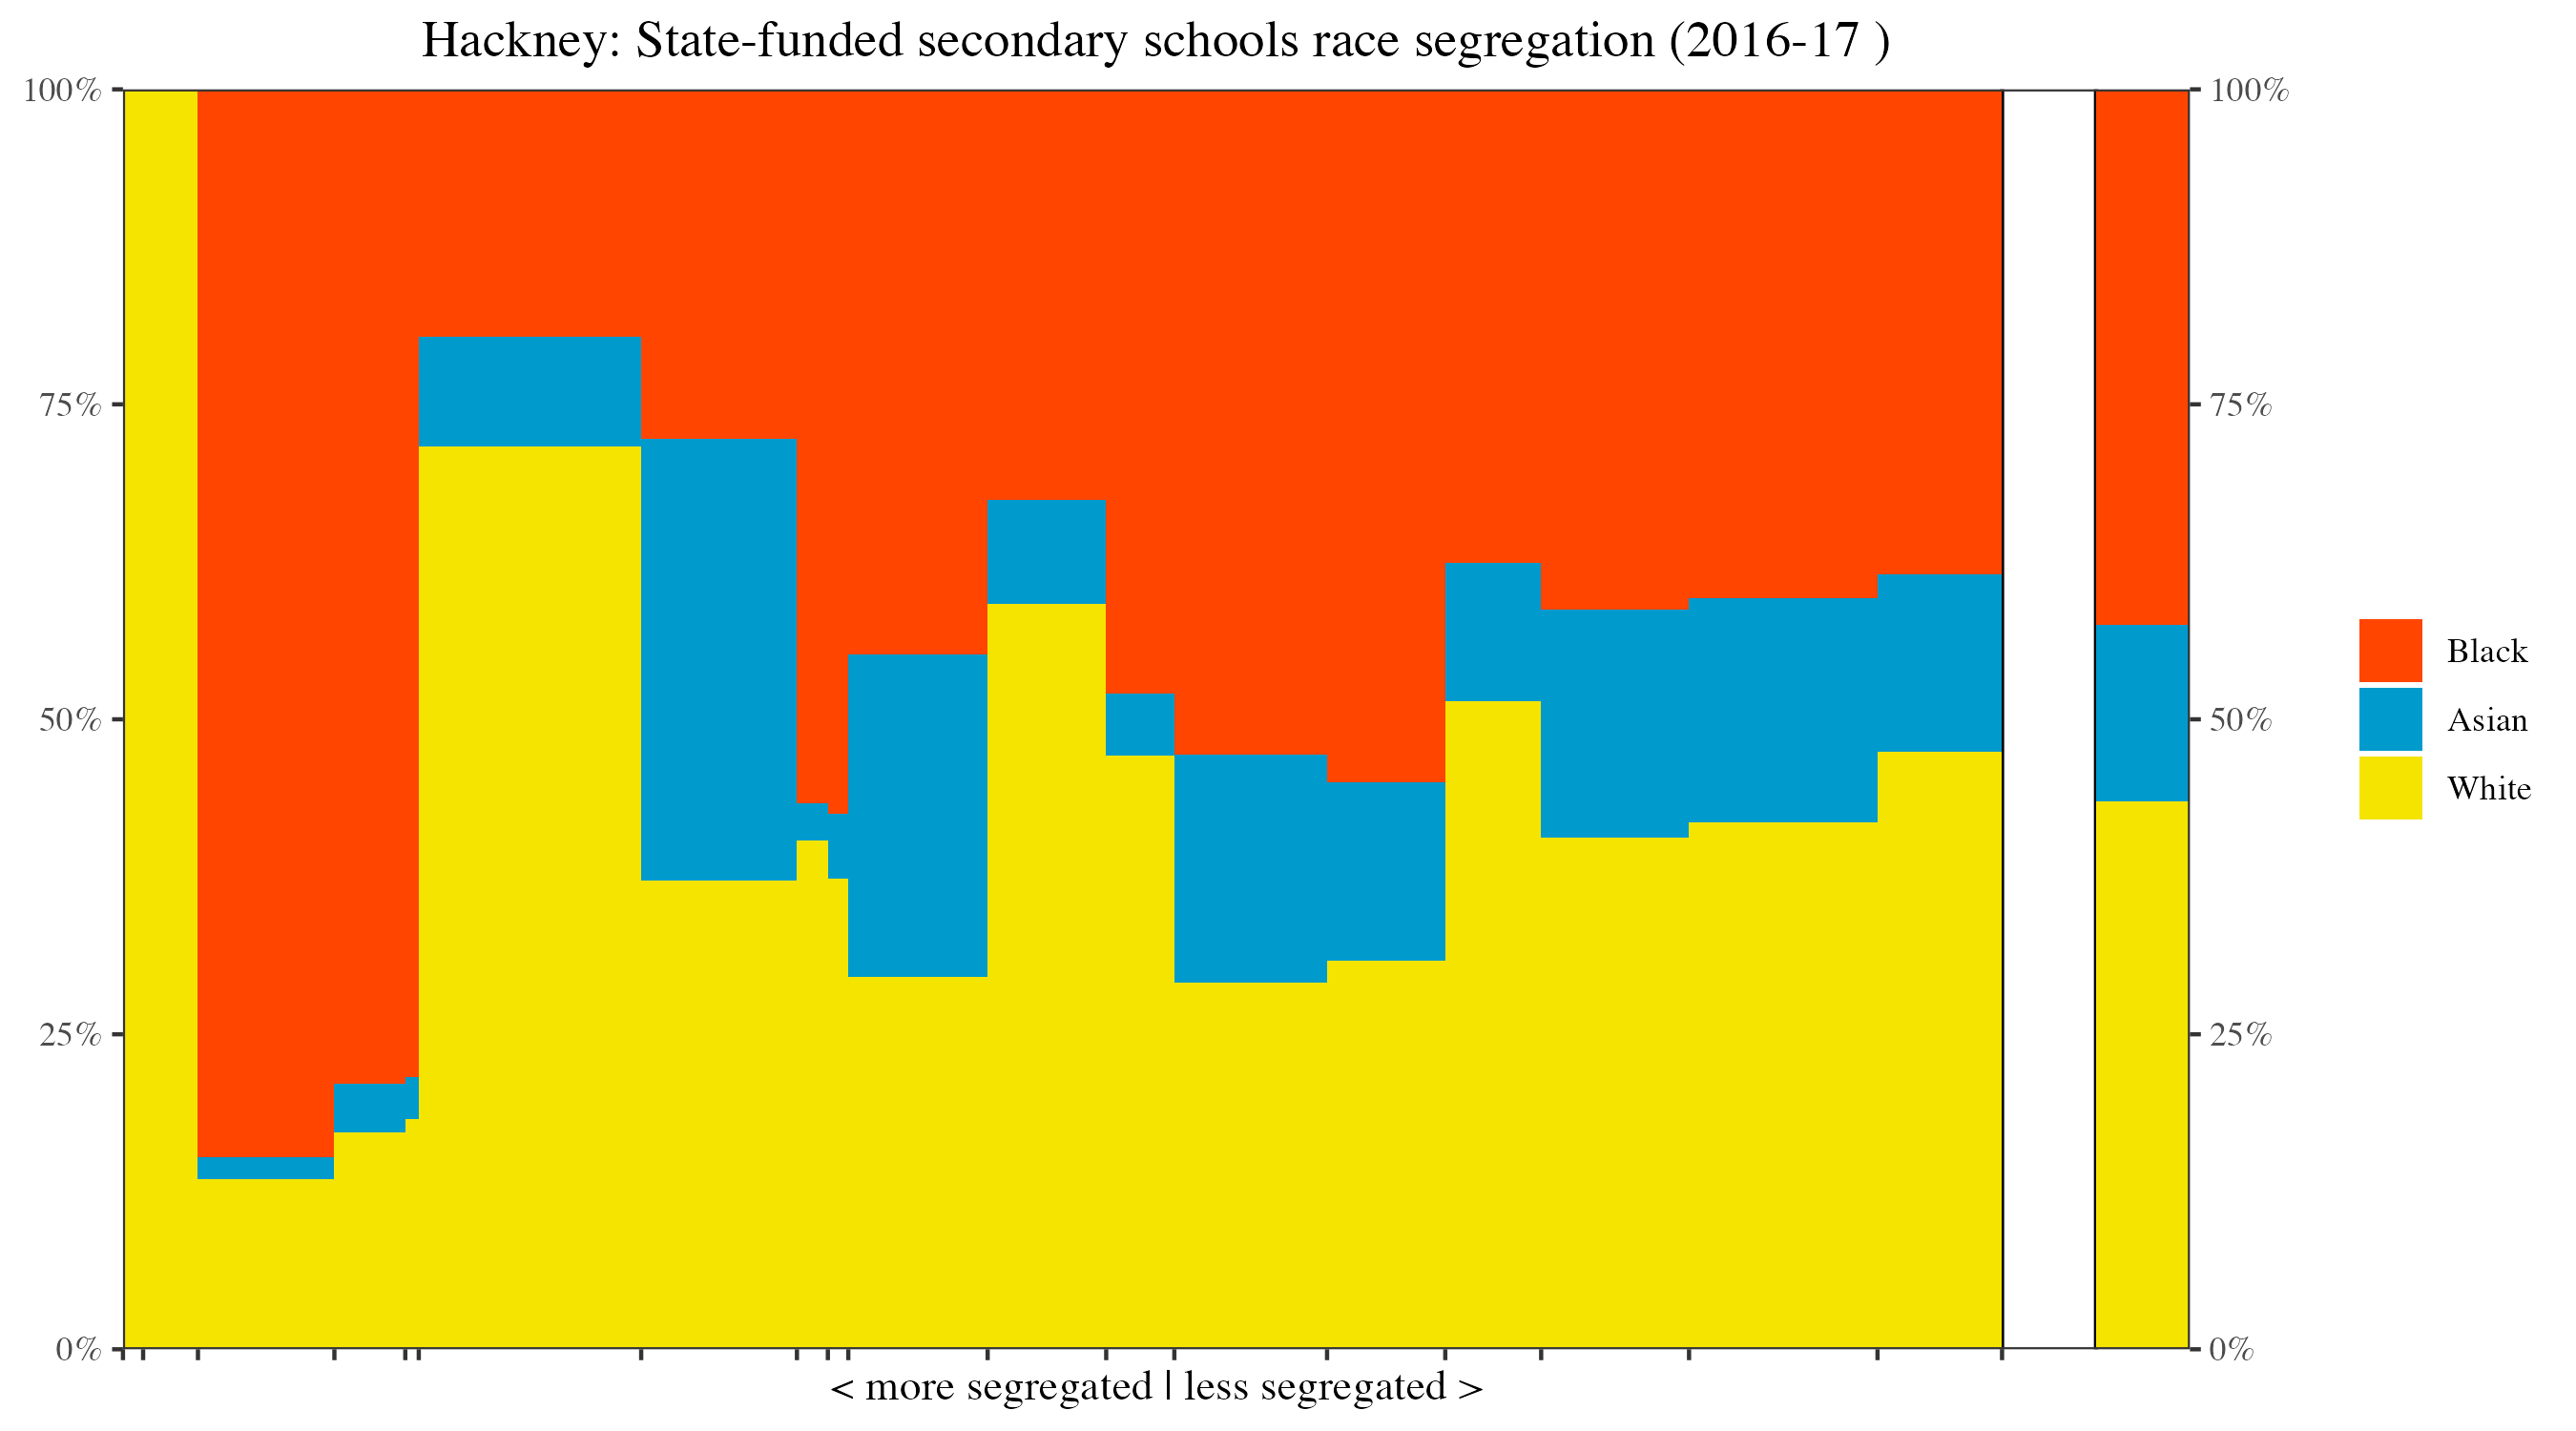 Hackney: State-funded secondary schools race segregation (2016-17 )
100%
75%
50%
25%
0%
100%
75%
50%
25%
0%
Black
Asian
White
< more segregated | less segregated >